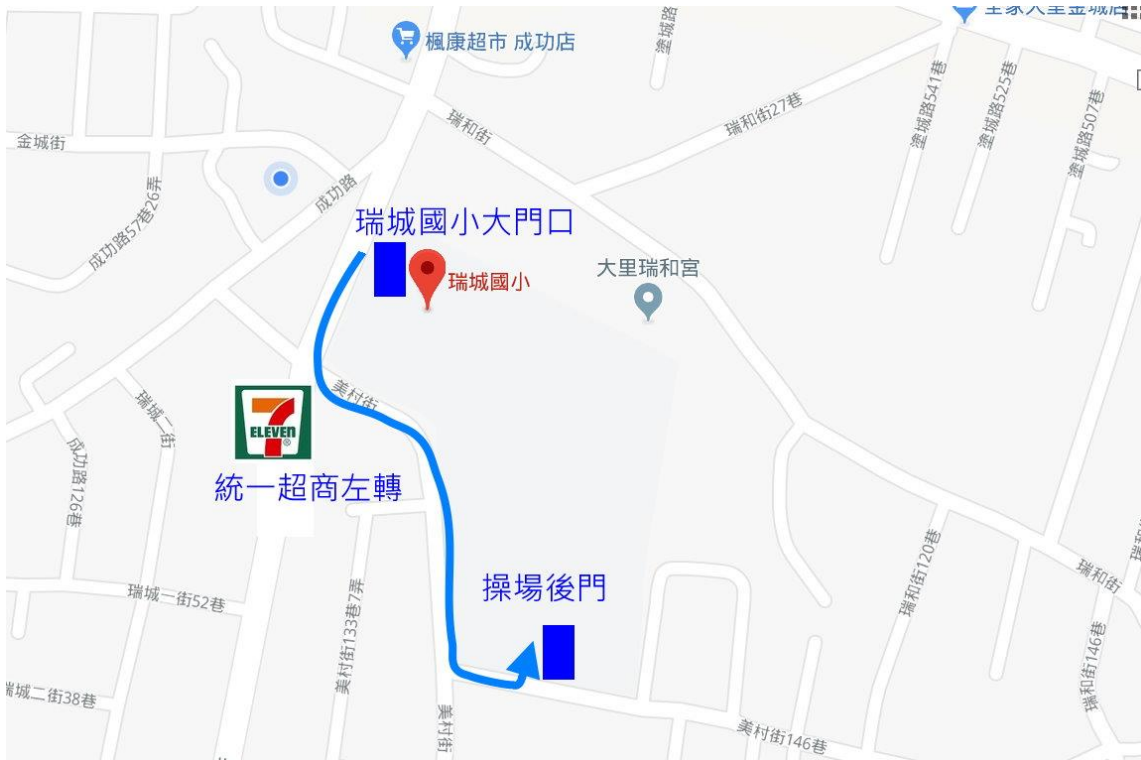 全家大里金城店
楓康超市 成功店
塗城路
瑞和街27巷
塗城路541巷
塗城路525巷
塗城路507巷
金城街
瑞和街
成功路
成功路57巷26弄
瑞城國小大門口
瑞城國小
大里瑞和宮
美村街
瑞城二街
7
ELEVEN
®
統一超商左轉
成功路126巷
操場後門
瑞城一街52巷
美村街133巷7弄
瑞和街120巷
瑞和街
瑞和街146巷
瑞城二街38巷
美村街
美村街146巷